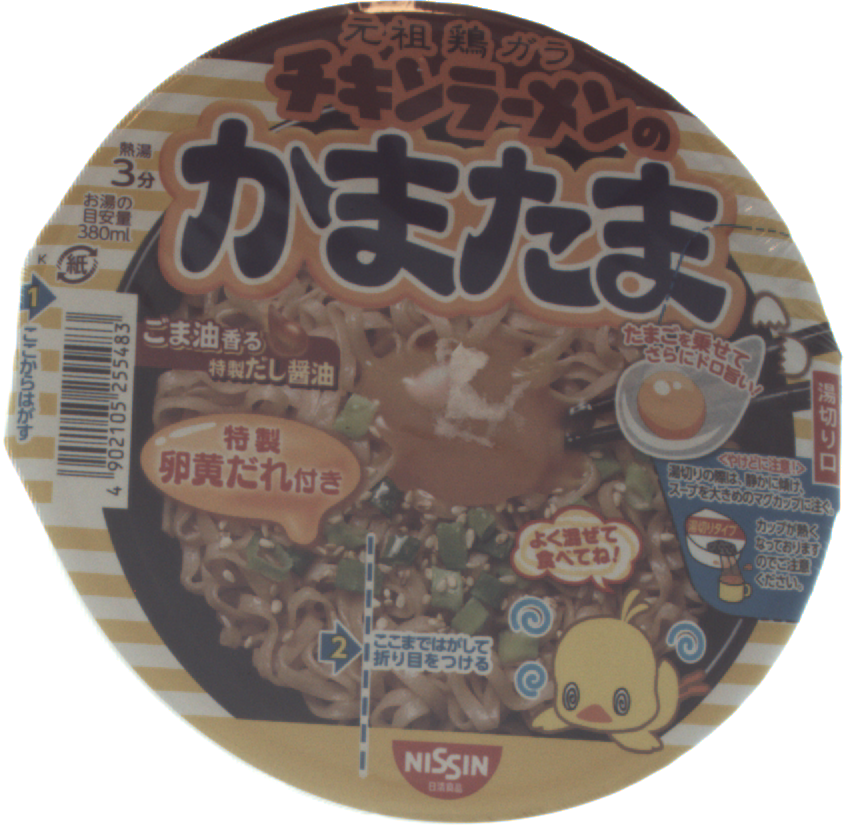 元祖鶏ガラ
チキンラーメンの
かまたま
熱湯
3分
お湯の
目安量
380ml
紙
1
ここからはがす
4 902105 255483
ごま油香る
特製だし醤油
特製
卵黄だれ付き
たまごを乗せて
さらにドロ旨い!
湯切り口
<やけどに注意!>
湯切りの際は、静かに傾け、
スープを大きめのマグカップに注ぐ。
湯切りタイプ
カップが熱く
なっております
のでご注意
ください。
よく混ぜて
食べてね!
2
ここまではがして
折り目をつける
NISSIN
日清食品